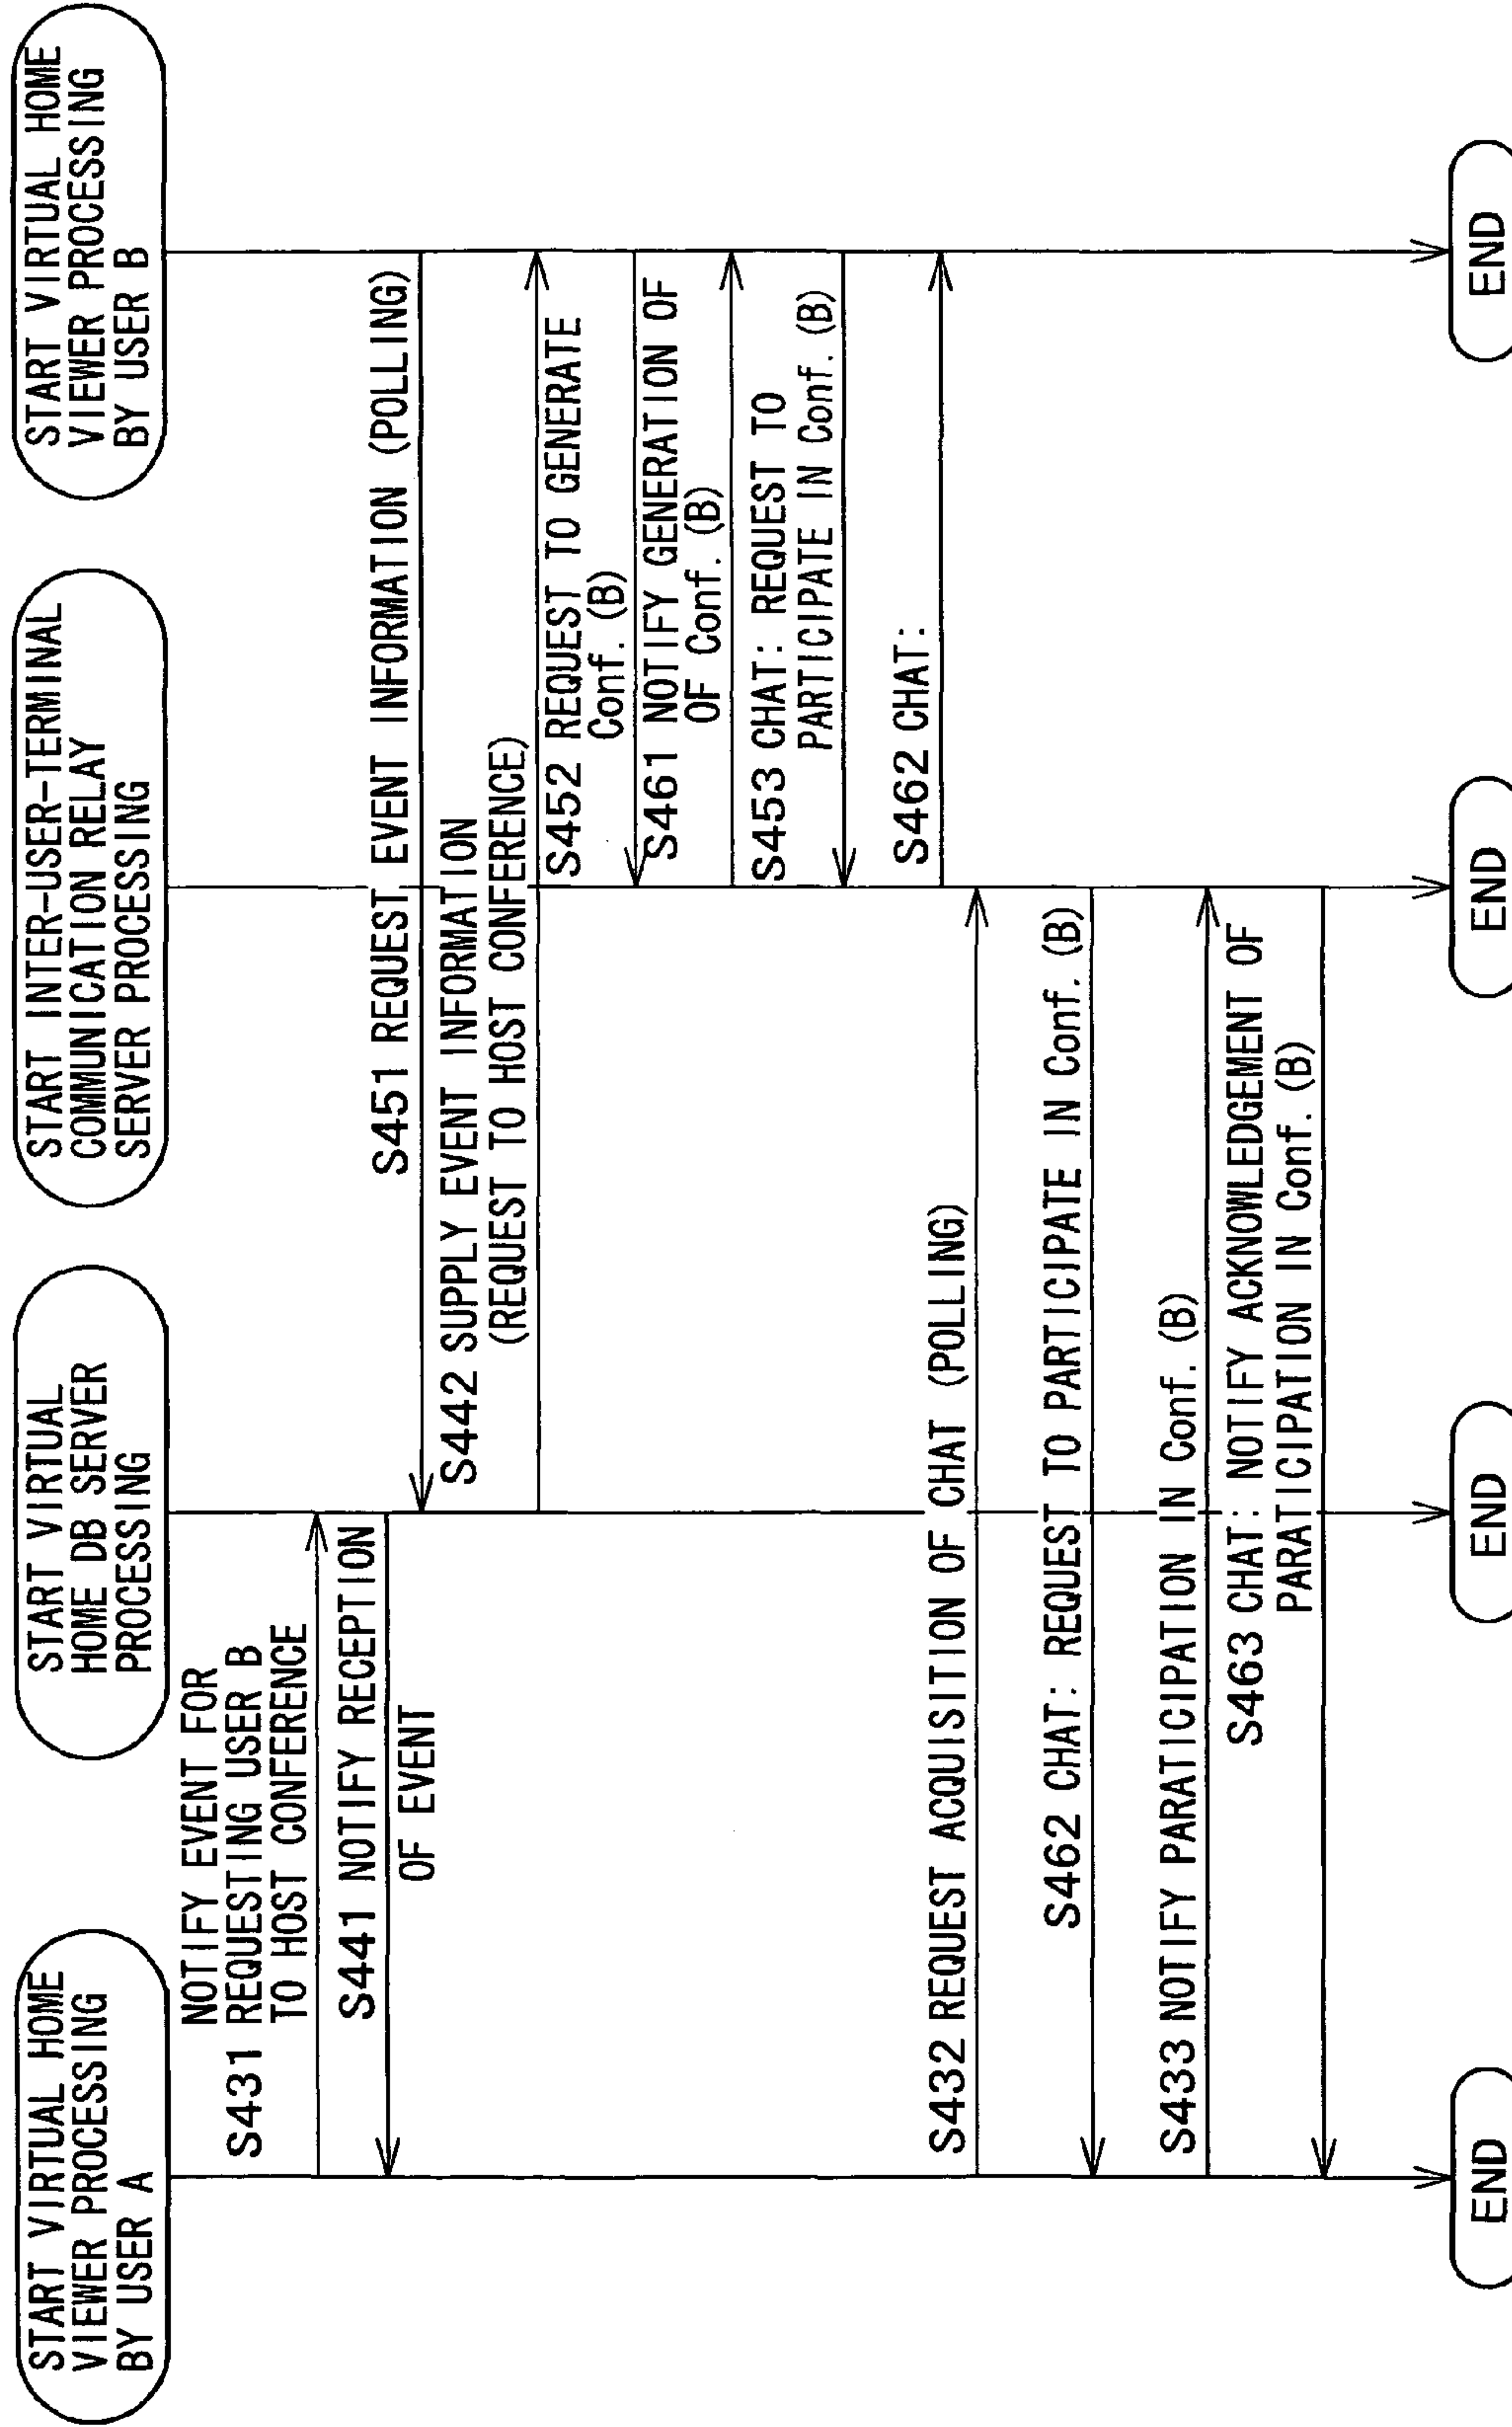 START VIRTUAL HOME
VIEWER PROCESSING
BY USER A
START VIRTUAL
HOME DB SERVER
PROCESSING
START INTER-USER-TERMINAL
COMMUNICATION RELAY
SERVER PROCESSING
START VIRTUAL HOME
VIEWER PROCESSING
BY USER B
NOTIFY EVENT FOR
S431 REQUESTING USER B
TO HOST CONFERENCE
S441 NOTIFY RECEPTION
OF EVENT
S451 REQUEST EVENT INFORMATION (POLLING)
S442 SUPPLY EVENT INFORMATION
(REQUEST TO HOST CONFERENCE)
S452 REQUEST TO GENERATE
Conf. (B)
S461 NOTIFY GENERATION OF
OF Conf. (B)
S453 CHAT: REQUEST TO
PARTICIPATE IN Conf. (B)
S462 CHAT:
S432 REQUEST ACQUISITION OF CHAT (POLLING)
S462 CHAT: REQUEST TO PARTICIPATE IN Conf. (B)
S433 NOTIFY PARATICIPATION IN Conf. (B)
S463 CHAT: NOTIFY ACKNOWLEDGEMENT OF
PARATICIPATION IN Conf. (B)
END
END
END
END